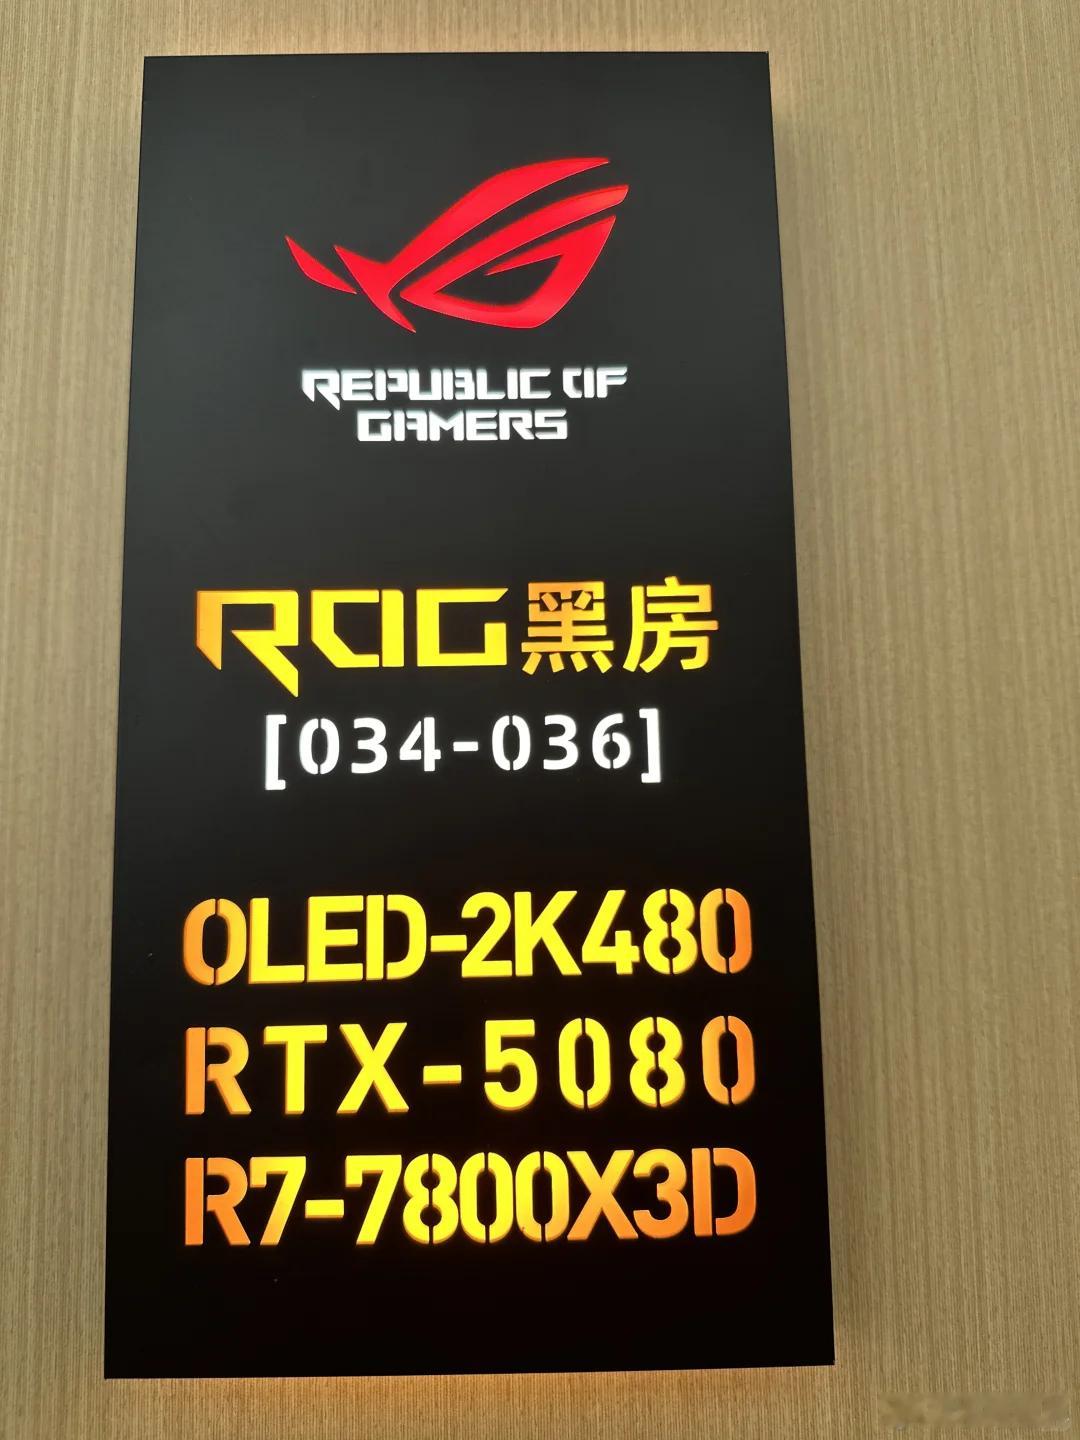 REPUBLIC OF
GAMERS
ROG黑房
[034-036]
OLED-2K480
RTX-5080
R7-7800X3D